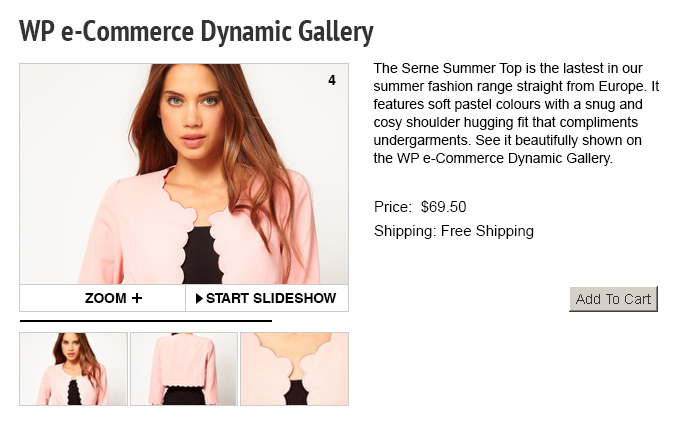 WP e-Commerce Dynamic Gallery
4
The Serne Summer Top is the lastest in our
summer fashion range straight from Europe. It
features soft pastel colours with a snug and
cosy shoulder hugging fit that compliments
undergarments. See it beautifully shown on
the WP e-Commerce Dynamic Gallery.
Price: $69.50
Shipping: Free Shipping
ZOOM +
START SLIDESHOW
Add To Cart